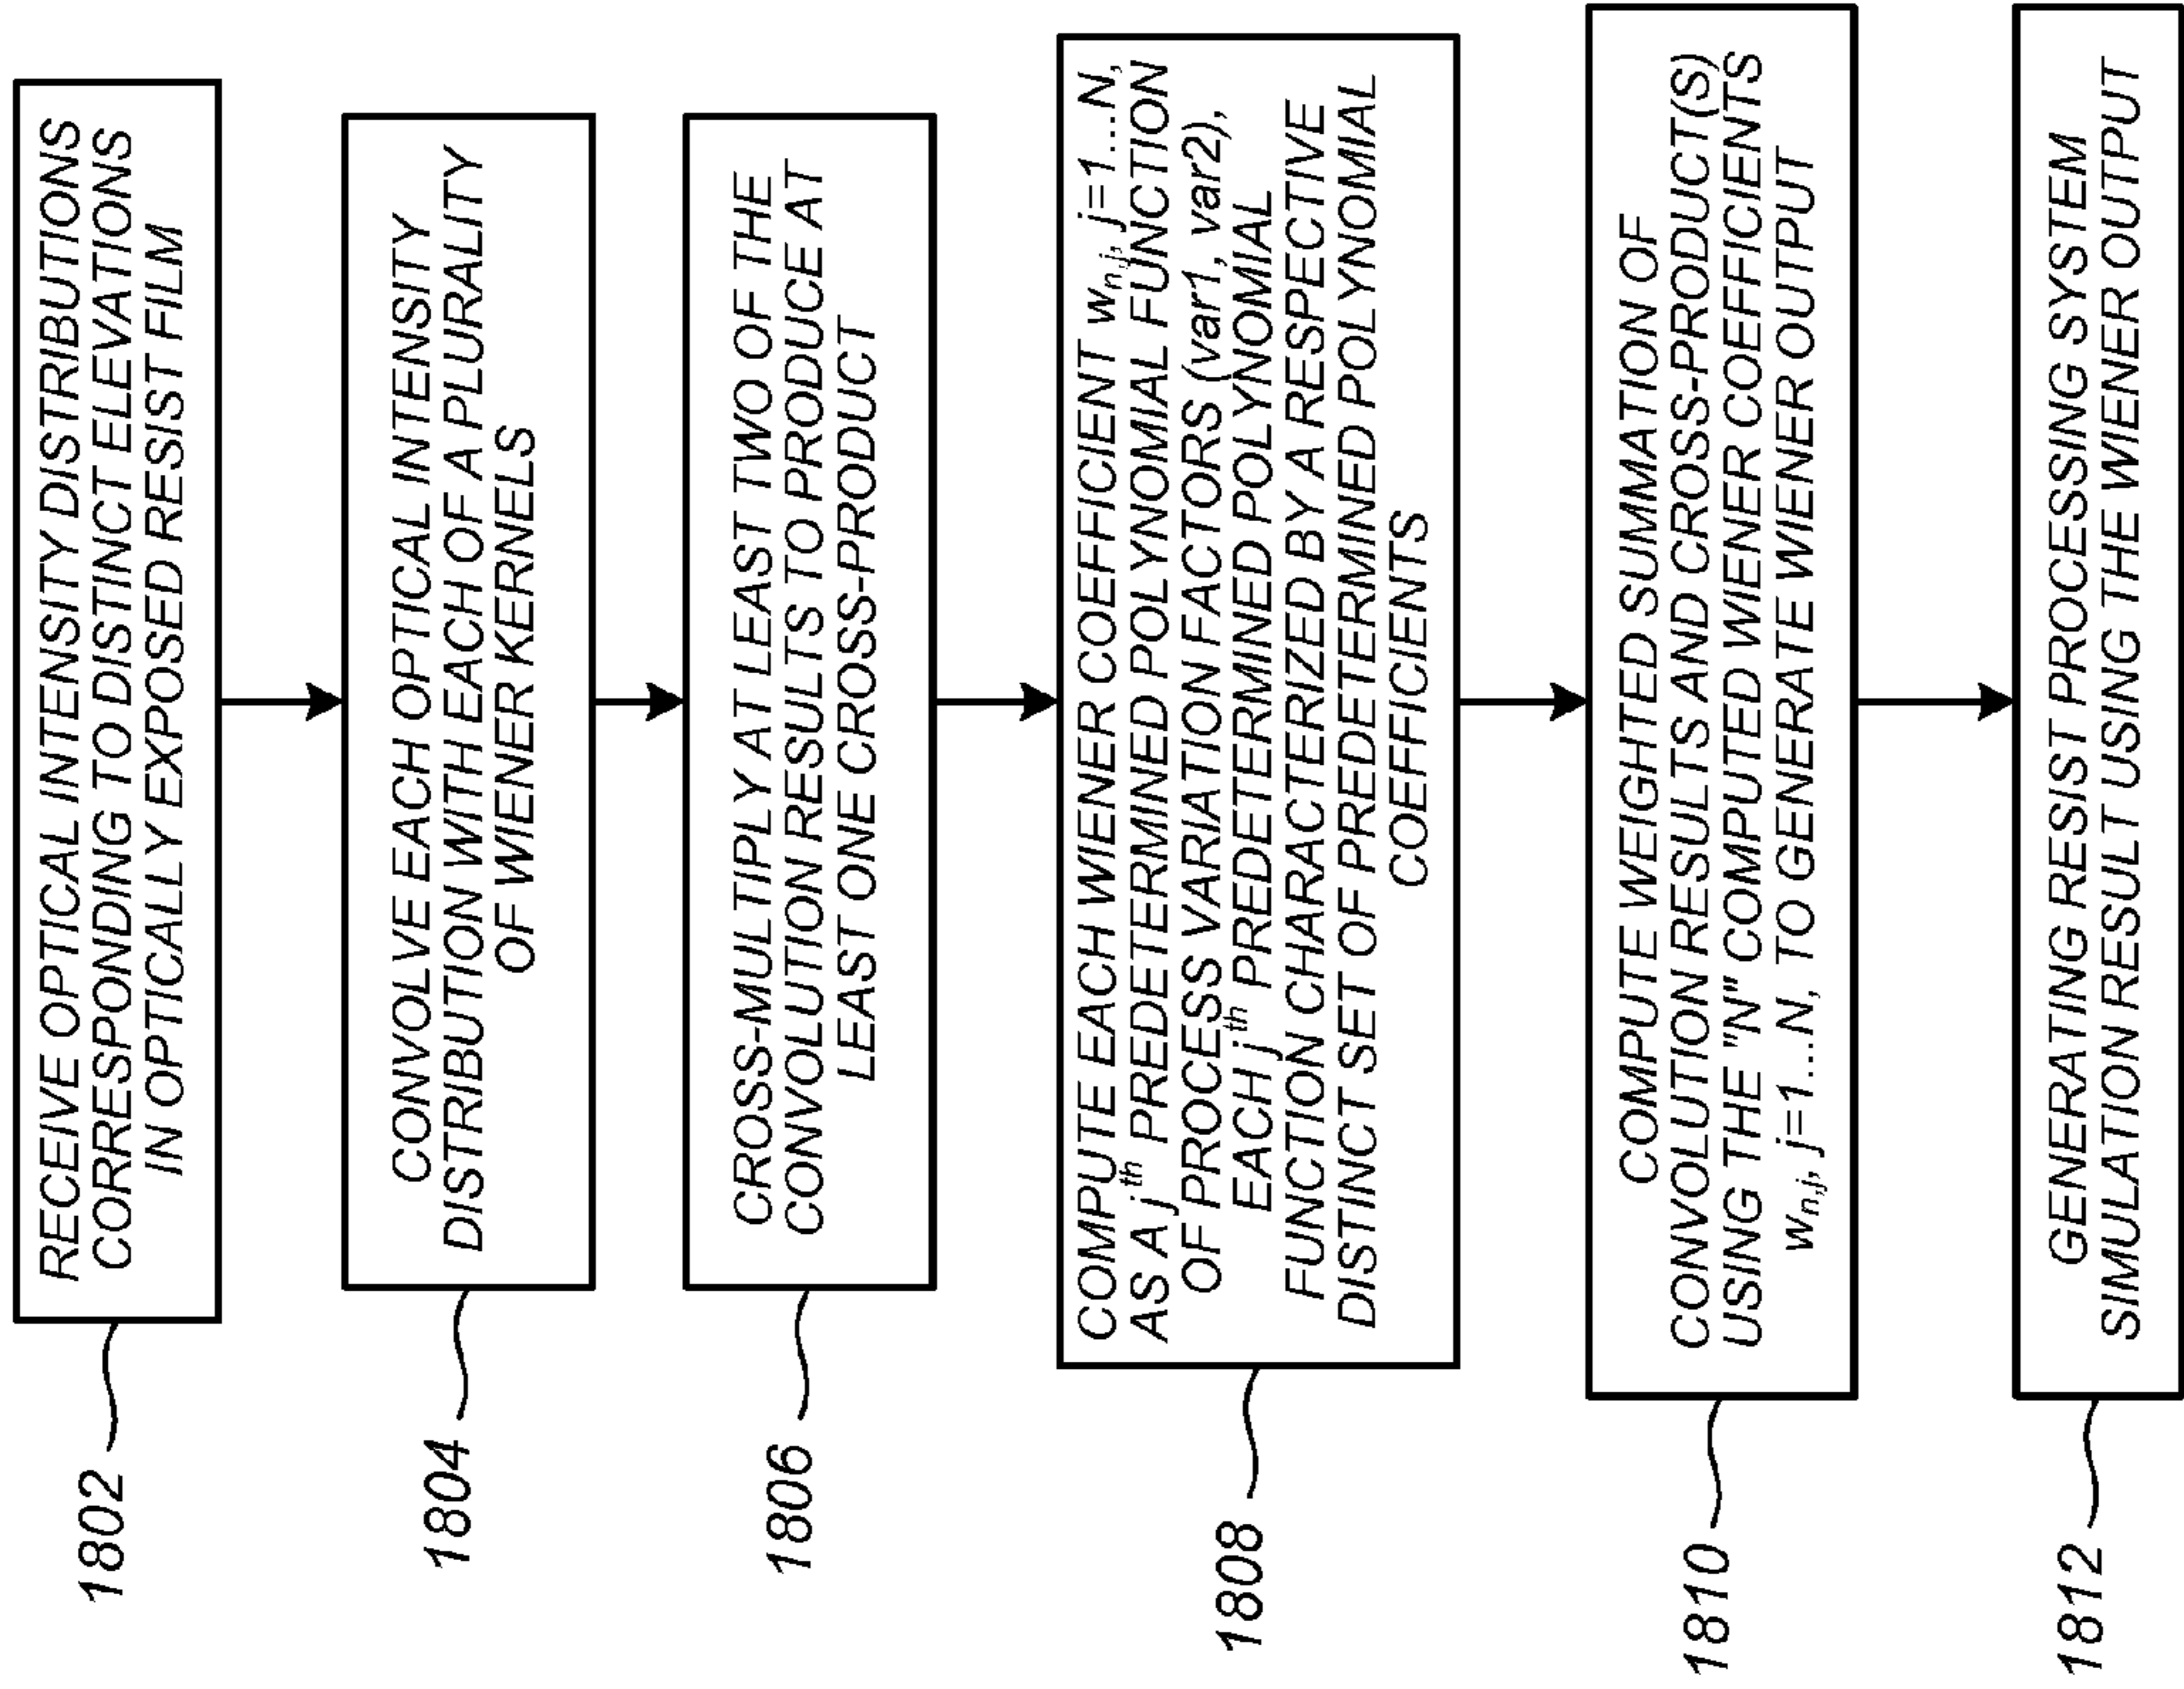 1802
RECEIVE OPTICAL INTENSITY DISTRIBUTIONS
CORRESPONDING TO DISTINCT ELEVATIONS
IN OPTICALLY EXPOSED RESIST FILM
1804
CONVOLVE EACH OPTICAL INTENSITY
DISTRIBUTION WITH EACH OF A PLURALITY
OF WIENER KERNELS
1806
CROSS-MULTIPLY AT LEAST TWO OF THE
CONVOLUTION RESULTS TO PRODUCE AT
LEAST ONE CROSS-PRODUCT
1808
COMPUTE EACH WIENER COEFFICIENT wn,j, j=1...N,
AS A j th PREDETERMINED POLYNOMIAL FUNCTION
OF PROCESS VARIATION FACTORS (var1, var2),
EACH j th PREDETERMINED POLYNOMIAL
FUNCTION CHARACTERIZED BY A RESPECTIVE
DISTINCT SET OF PREDETERMINED POLYNOMIAL
COEFFICIENTS
1810
COMPUTE WEIGHTED SUMMATION OF
CONVOLUTION RESULTS AND CROSS-PRODUCT(S)
USING THE "N" COMPUTED WIENER COEFFICIENTS
wn,j, j=1...N, TO GENERATE WIENER OUTPUT
1812
GENERATING RESIST PROCESSING SYSTEM
SIMULATION RESULT USING THE WIENER OUTPUT